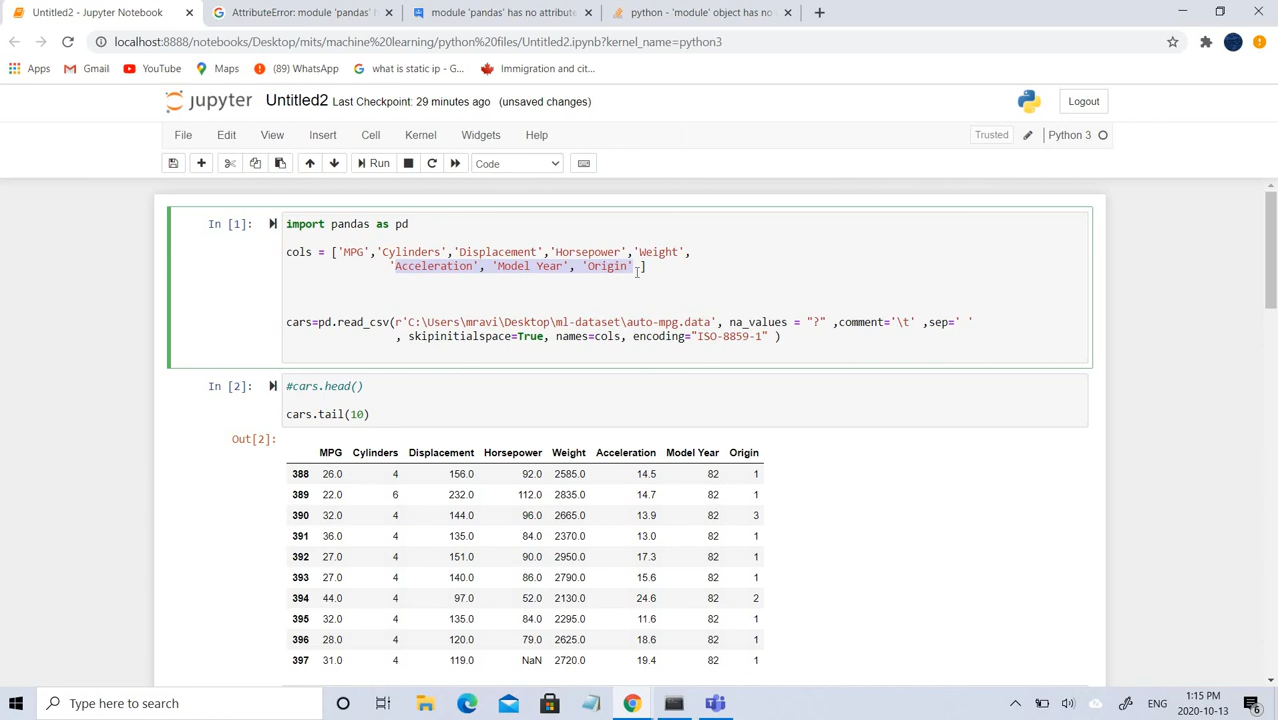 Untitled2 - Jupyter Notebook
AttributeError: module 'pandas' h
module 'pandas' has no attribute
python - 'module' object has no
localhost:8888/notebooks/Desktop/mits/machine%20learning/python%20files/Untitled2.ipynb?kernel_name=python3
Apps Gmail YouTube Maps (89) WhatsApp what is static ip - G... Immigration and cit...
jupyter Untitled2 Last Checkpoint: 29 minutes ago (unsaved changes) Logout
File Edit View Insert Cell Kernel Widgets Help Trusted Python 3
Run Code
In [1]: import pandas as pd
cols = ['MPG','Cylinders','Displacement','Horsepower','Weight',
'Acceleration', 'Model Year', 'Origin' ]
cars=pd.read_csv(r'C:\Users\mravi\Desktop\ml-dataset\auto-mpg.data', na_values = "?" ,comment='\t' ,sep=' '
, skipinitialspace=True, names=cols, encoding="ISO-8859-1" )
In [2]: #cars.head()
cars.tail(10)
Out[2]:
MPG Cylinders Displacement Horsepower Weight Acceleration Model Year Origin
388 26.0 4 156.0 92.0 2585.0 14.5 82 1
389 22.0 6 232.0 112.0 2835.0 14.7 82 1
390 32.0 4 144.0 96.0 2665.0 13.9 82 3
391 36.0 4 135.0 84.0 2370.0 13.0 82 1
392 27.0 4 151.0 90.0 2950.0 17.3 82 1
393 27.0 4 140.0 86.0 2790.0 15.6 82 1
394 44.0 4 97.0 52.0 2130.0 24.6 82 2
395 32.0 4 135.0 84.0 2295.0 11.6 82 1
396 28.0 4 120.0 79.0 2625.0 18.6 82 1
397 31.0 4 119.0 NaN 2720.0 19.4 82 1
Type here to search
ENG
1:15 PM
2020-10-13
6